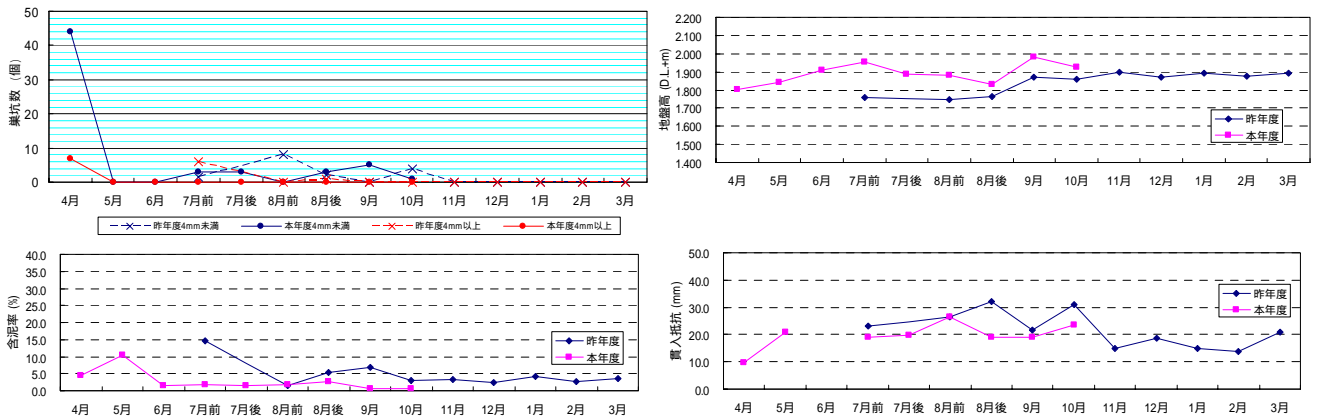 巣坑数 (個)
50
40
30
20
10
0
4月 5月 6月 7月前 7月後 8月前 8月後 9月 10月 11月 12月 1月 2月 3月
昨年度4mm未満 本年度4mm未満 昨年度4mm以上 本年度4mm以上
地盤高 (D.L.+m)
2.200
2.100
2.000
1.900
1.800
1.700
1.600
1.500
1.400
昨年度
本年度
4月 5月 6月 7月前 7月後 8月前 8月後 9月 10月 11月 12月 1月 2月 3月
含泥率 (%)
40.0
35.0
30.0
25.0
20.0
15.0
10.0
5.0
0.0
昨年度
本年度
4月 5月 6月 7月前 7月後 8月前 8月後 9月 10月 11月 12月 1月 2月 3月
貫入抵抗 (mm)
50.0
40.0
30.0
20.0
10.0
0.0
昨年度
本年度
4月 5月 6月 7月前 7月後 8月前 8月後 9月 10月 11月 12月 1月 2月 3月